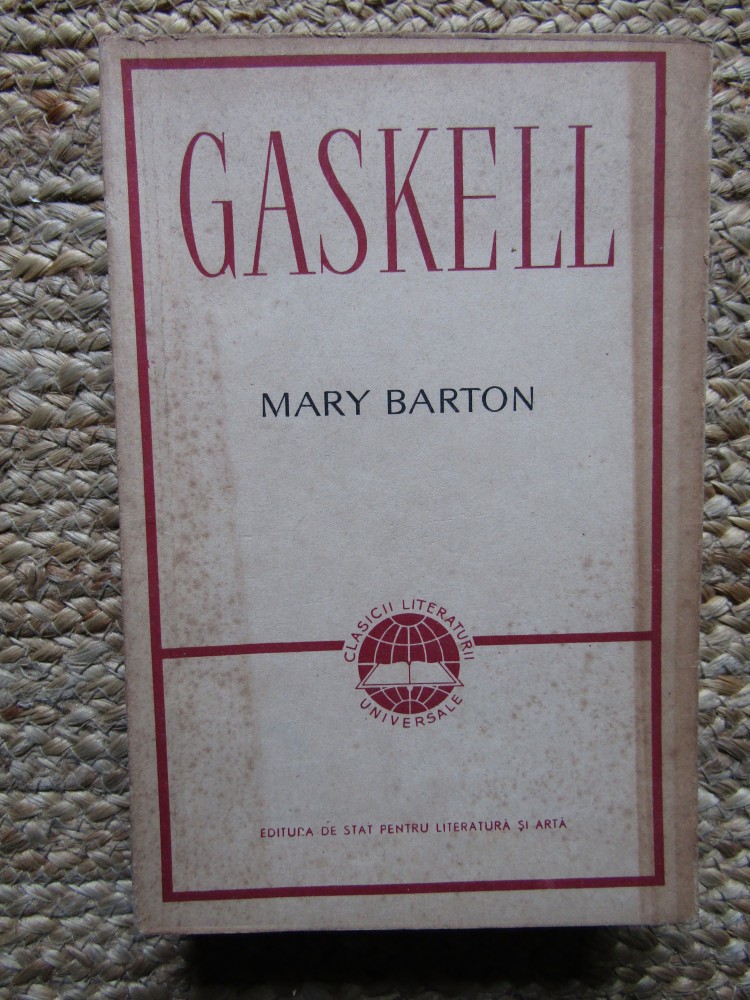 GASKELL
MARY BARTON
CLASICII LITERATURII
UNIVERSALE
EDITURA DE STAT PENTRU LITERATURĂ ȘI ARTĂ